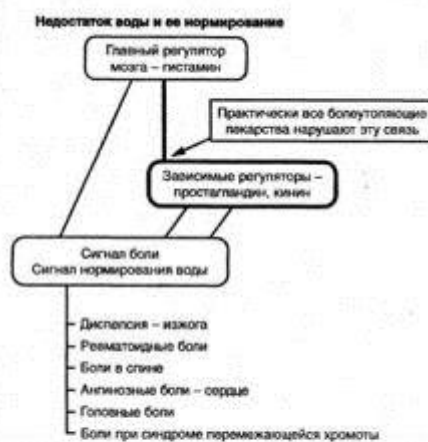 Недостаток воды и ее нормирование
Главный регулятор
мозга – гистамин
Практически все болеутоляющие
лекарства нарушают эту связь
Зависимые регуляторы –
простагландин, кинин
Сигнал боли
Сигнал нормирования воды
Диспепсия – изжога
Ревматоидные боли
Боли в спине
Ангинозные боли – сердце
Головные боли
Боли при синдроме перемежающейся хромоты